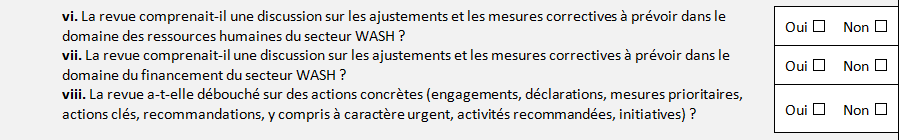 vi. La revue comprenait-il une discussion sur les ajustements et les mesures correctives à prévoir dans le
domaine des ressources humaines du secteur WASH ?
Oui ☐ Non ☐
vii. La revue comprenait-il une discussion sur les ajustements et les mesures correctives à prévoir dans le
domaine du financement du secteur WASH ?
Oui ☐ Non ☐
viii. La revue a-t-elle débouché sur des actions concrètes (engagements, déclarations, mesures prioritaires,
actions clés, recommandations, y compris à caractère urgent, activités recommandées, initiatives) ?
Oui ☐ Non ☐